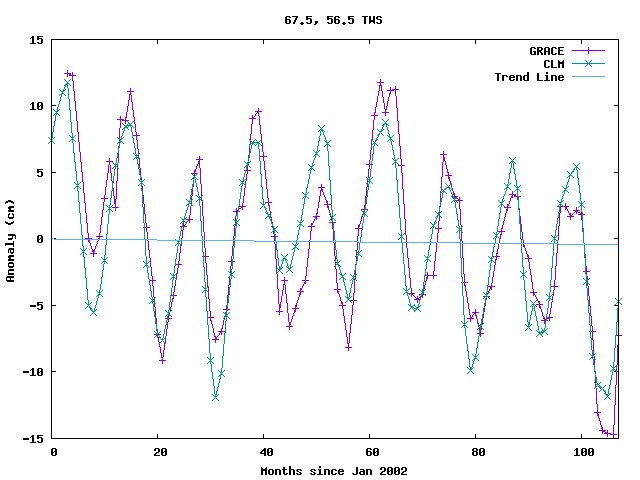 67.5, 56.5 TWS
GRACE
CLM
Trend Line
Anomaly (cm)
15
10
5
0
-5
-10
-15
0 20 40 60 80 100
Months since Jan 2002